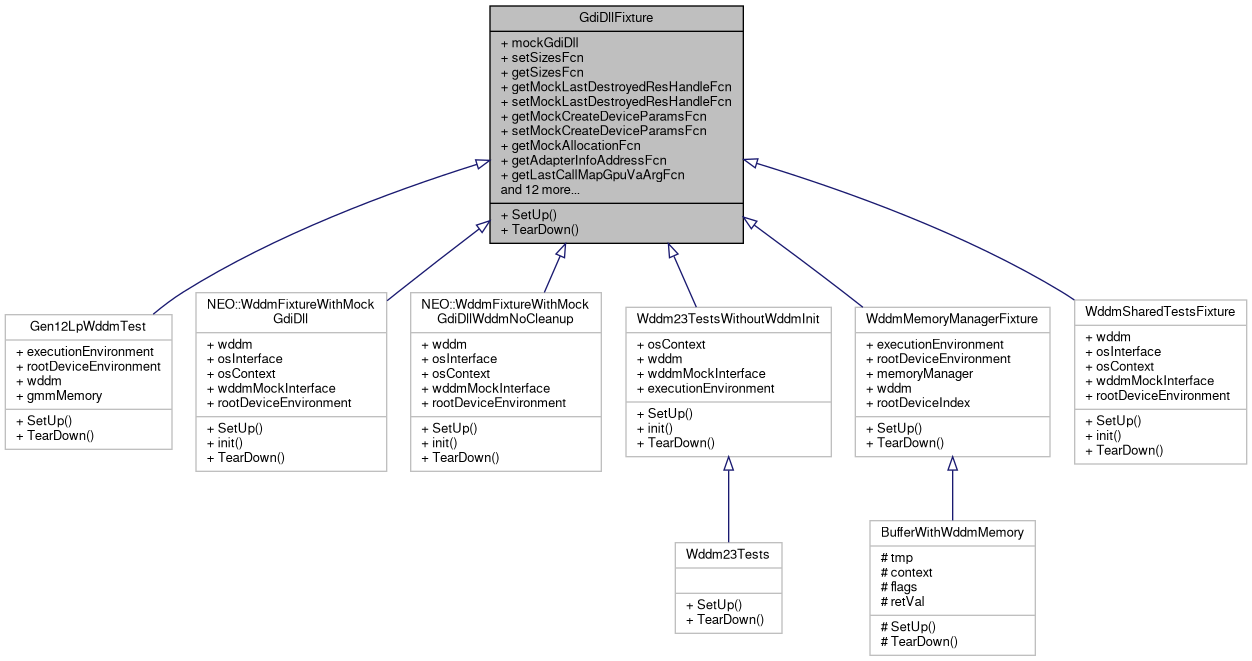 GdiDllFixture
+ mockGdiDll
+ setSizesFcn
+ getSizesFcn
+ getMockLastDestroyedResHandleFcn
+ setMockLastDestroyedResHandleFcn
+ getMockCreateDeviceParamsFcn
+ setMockCreateDeviceParamsFcn
+ getMockAllocationFcn
+ getAdapterInfoAddressFcn
+ getLastCallMapGpuVaArgFcn
and 12 more...
+ SetUp()
+ TearDown()
Gen12LpWddmTest
+ executionEnvironment
+ rootDeviceEnvironment
+ wddm
+ gmmMemory
+ SetUp()
+ TearDown()
NEO::WddmFixtureWithMock
GdiDll
+ wddm
+ osInterface
+ osContext
+ wddmMockInterface
+ rootDeviceEnvironment
+ SetUp()
+ init()
+ TearDown()
NEO::WddmFixtureWithMock
GdiDllWddmNoCleanup
+ wddm
+ osInterface
+ osContext
+ wddmMockInterface
+ rootDeviceEnvironment
+ SetUp()
+ init()
+ TearDown()
Wddm23TestsWithoutWddmInit
+ osContext
+ wddm
+ wddmMockInterface
+ executionEnvironment
+ SetUp()
+ init()
+ TearDown()
WddmMemoryManagerFixture
+ executionEnvironment
+ rootDeviceEnvironment
+ memoryManager
+ wddm
+ rootDeviceIndex
+ SetUp()
+ TearDown()
WddmSharedTestsFixture
+ wddm
+ osInterface
+ osContext
+ wddmMockInterface
+ rootDeviceEnvironment
+ SetUp()
+ init()
+ TearDown()
Wddm23Tests
+ SetUp()
+ TearDown()
BufferWithWddmMemory
# tmp
# context
# flags
# retVal
# SetUp()
# TearDown()